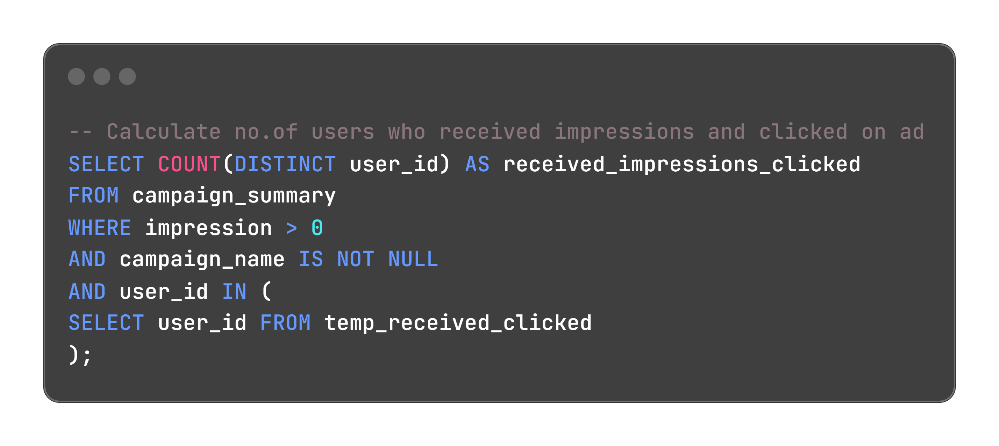 -- Calculate no.of users who received impressions and clicked on ad
SELECT COUNT(DISTINCT user_id) AS received_impressions_clicked
FROM campaign_summary
WHERE impression > 0
AND campaign_name IS NOT NULL
AND user_id IN (
SELECT user_id FROM temp_received_clicked
);